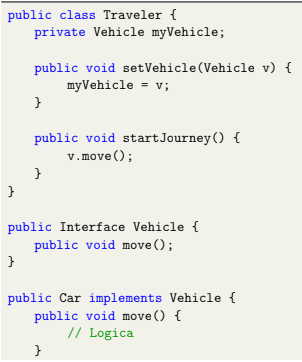 public class Traveler {
    private Vehicle myVehicle;

    public void setVehicle(Vehicle v) {
        myVehicle = v;
    }

    public void startJourney() {
        v.move();
    }
}

public Interface Vehicle {
    public void move();
}

public Car implements Vehicle {
    public void move() {
        // Logica
    }